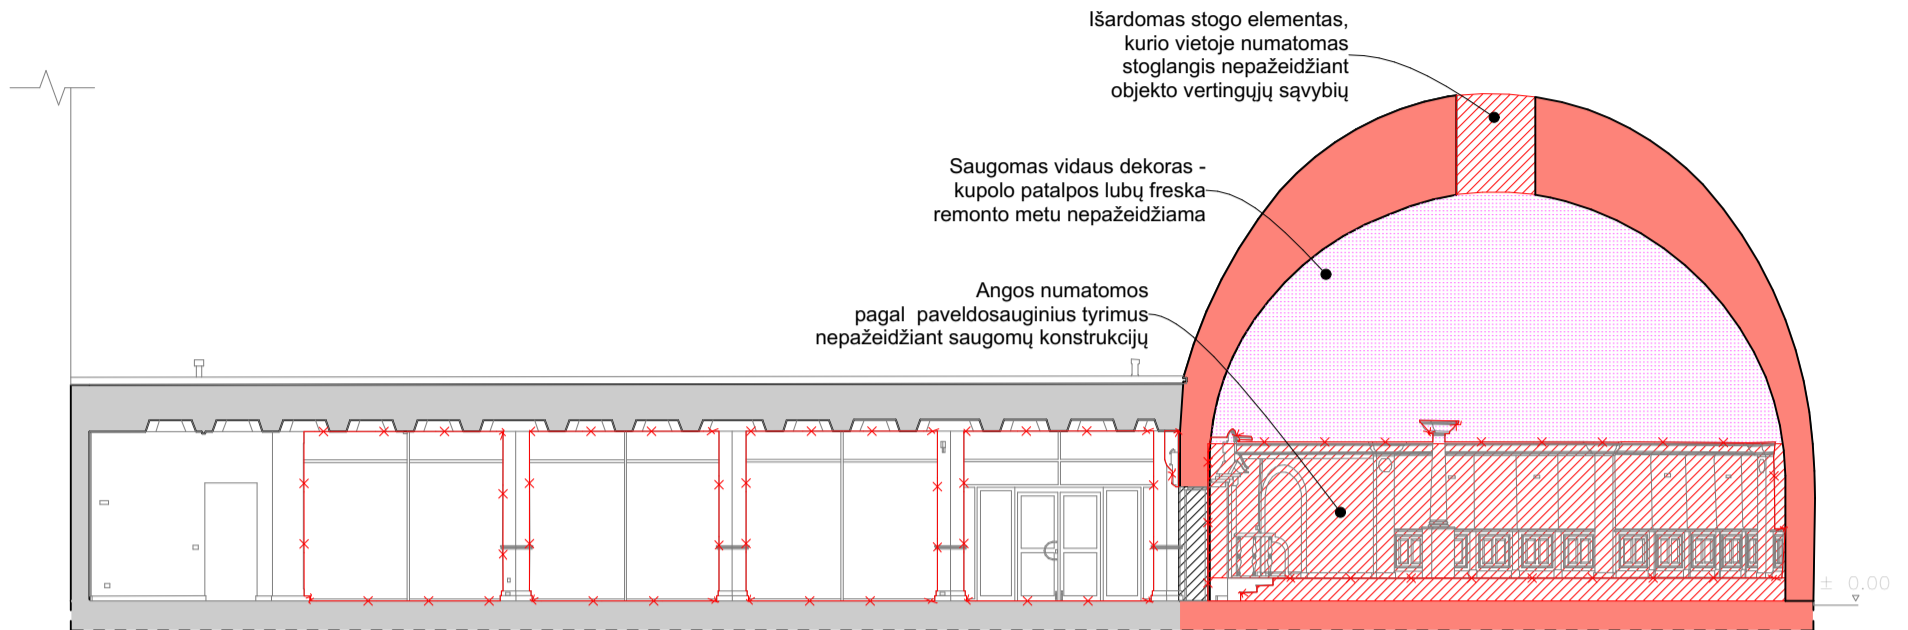 Išardomas stogo elementas,
kurio vietoje numatomas
stoglangis nepažeidžiant
objekto vertingųjų sąvybių
Saugomas vidaus dekoras -
kupolo patalpos lubų freska
remonto metu nepažeidžiama
Angos numatomos
pagal paveldosauginius tyrimus
nepažeidžiant saugomų konstrukcijų
± 0.00